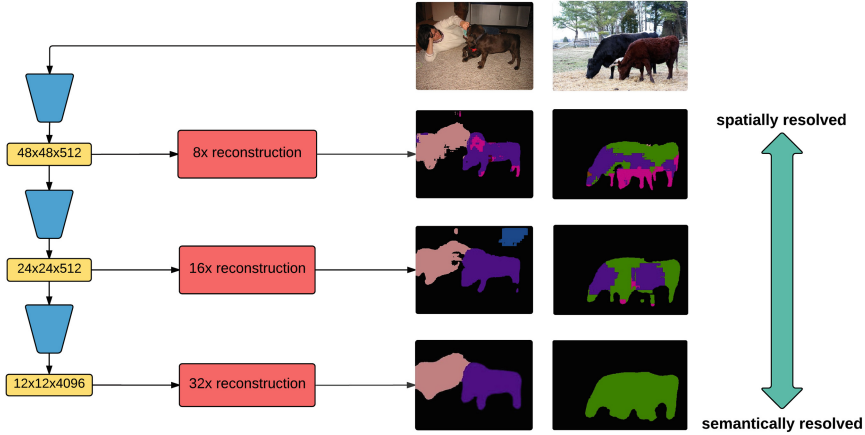 spatially resolved
48x48x512
8x reconstruction
24x24x512
16x reconstruction
12x12x4096
32x reconstruction
semantically resolved